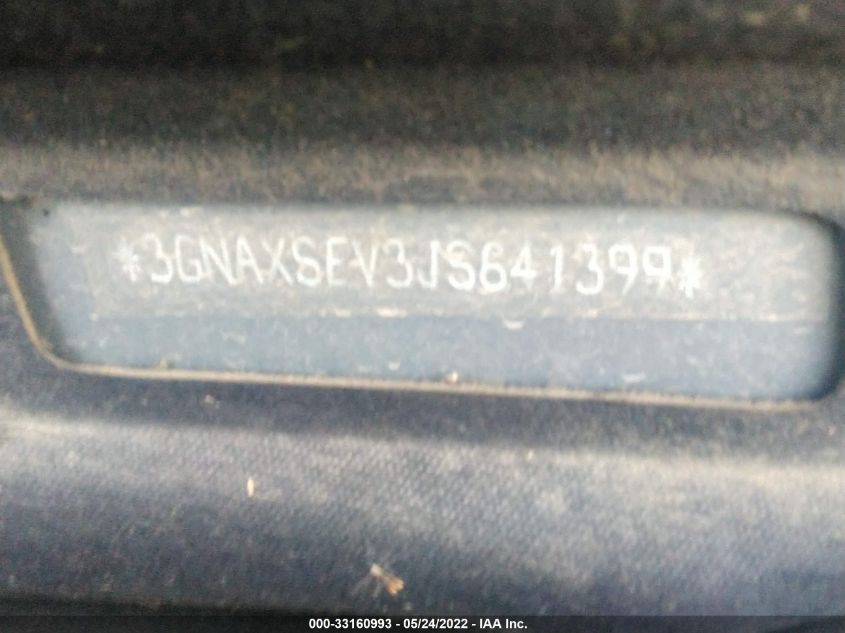 *3GNAXSEV3JS641399*
000-33160993 - 05/24/2022 - IAA Inc.